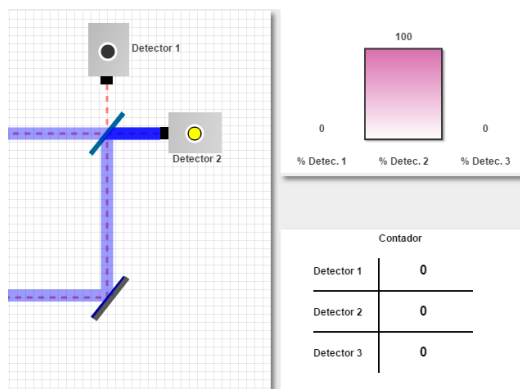 Detector 1
Detector 2
100
0
0
% Detec. 1
% Detec. 2
% Detec. 3
Contador
Detector 1 0
Detector 2 0
Detector 3 0